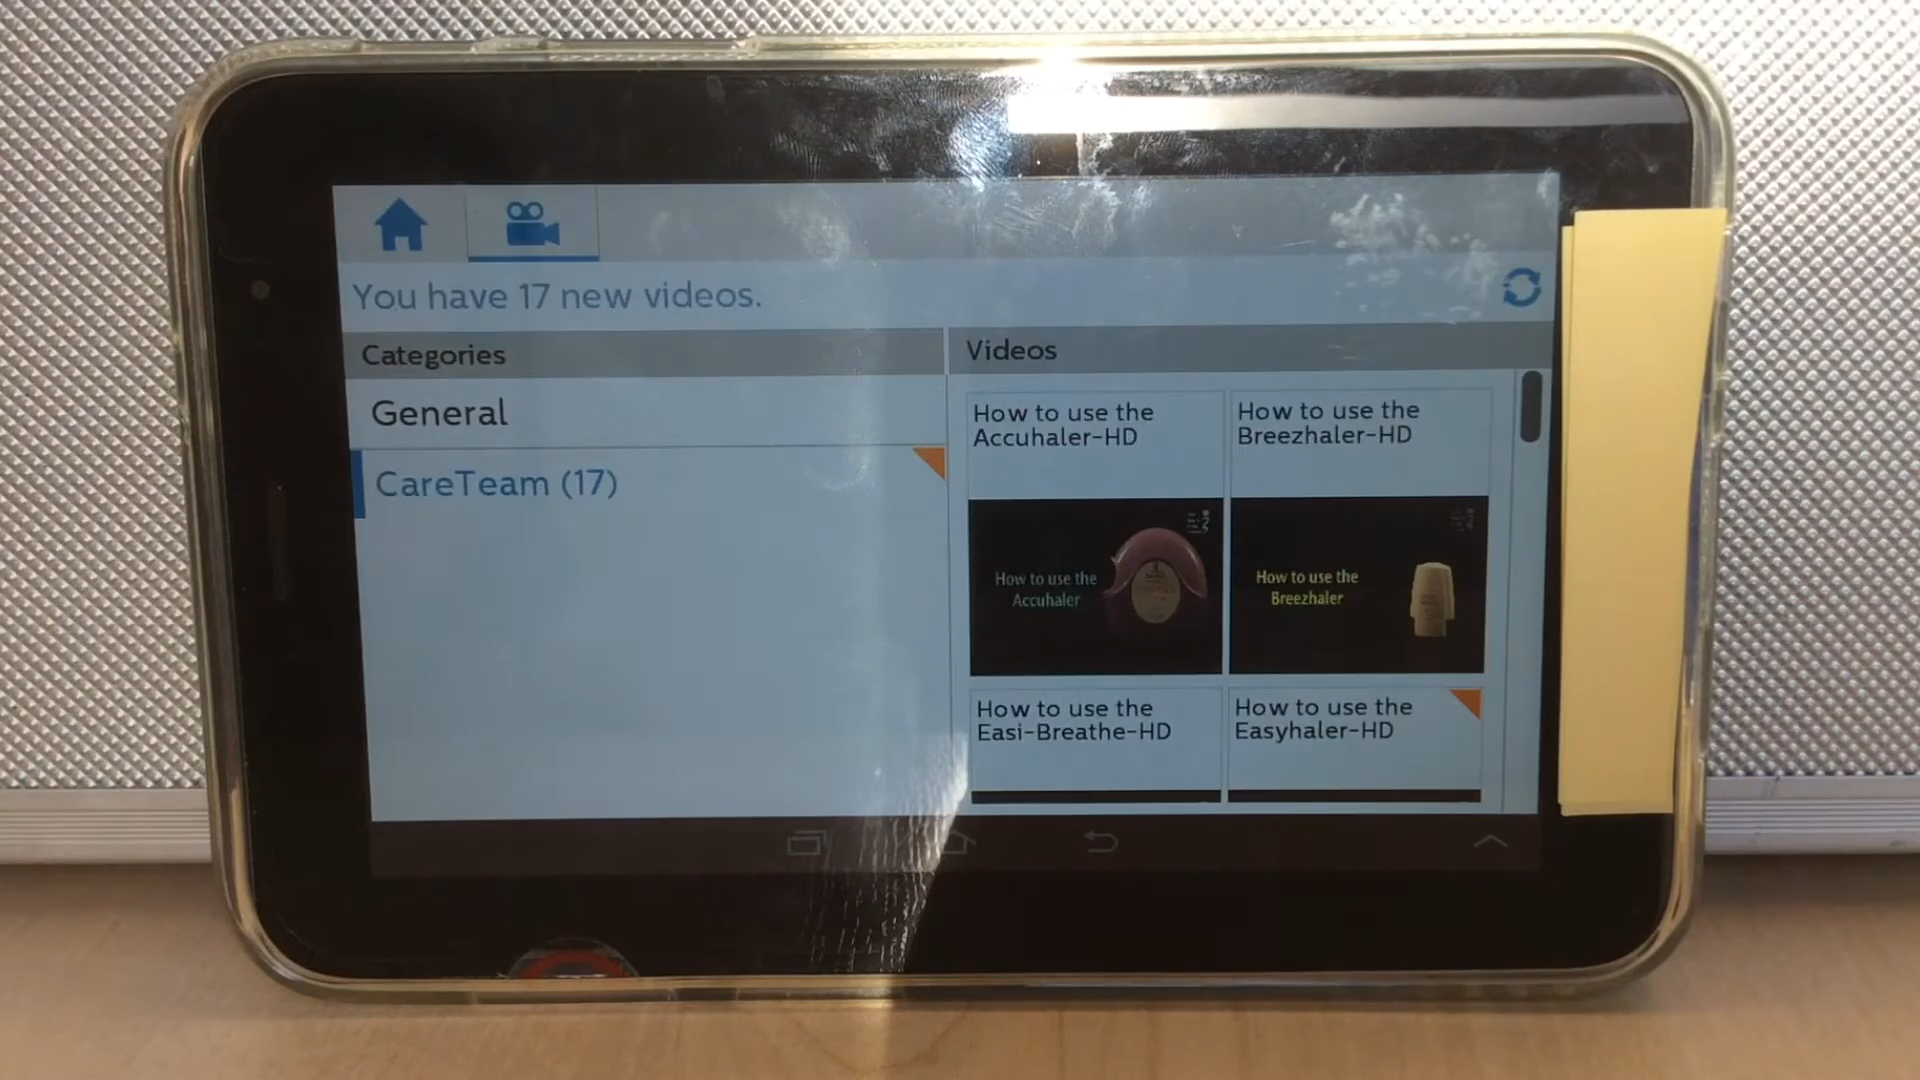 You have 17 new videos.
Categories
Videos
General
CareTeam (17)
How to use the
Accuhaler-HD
How to use the
Breezhaler-HD
How to use the
Accuhaler
How to use the
Breezhaler
How to use the
Easi-Breathe-HD
How to use the
Easyhaler-HD